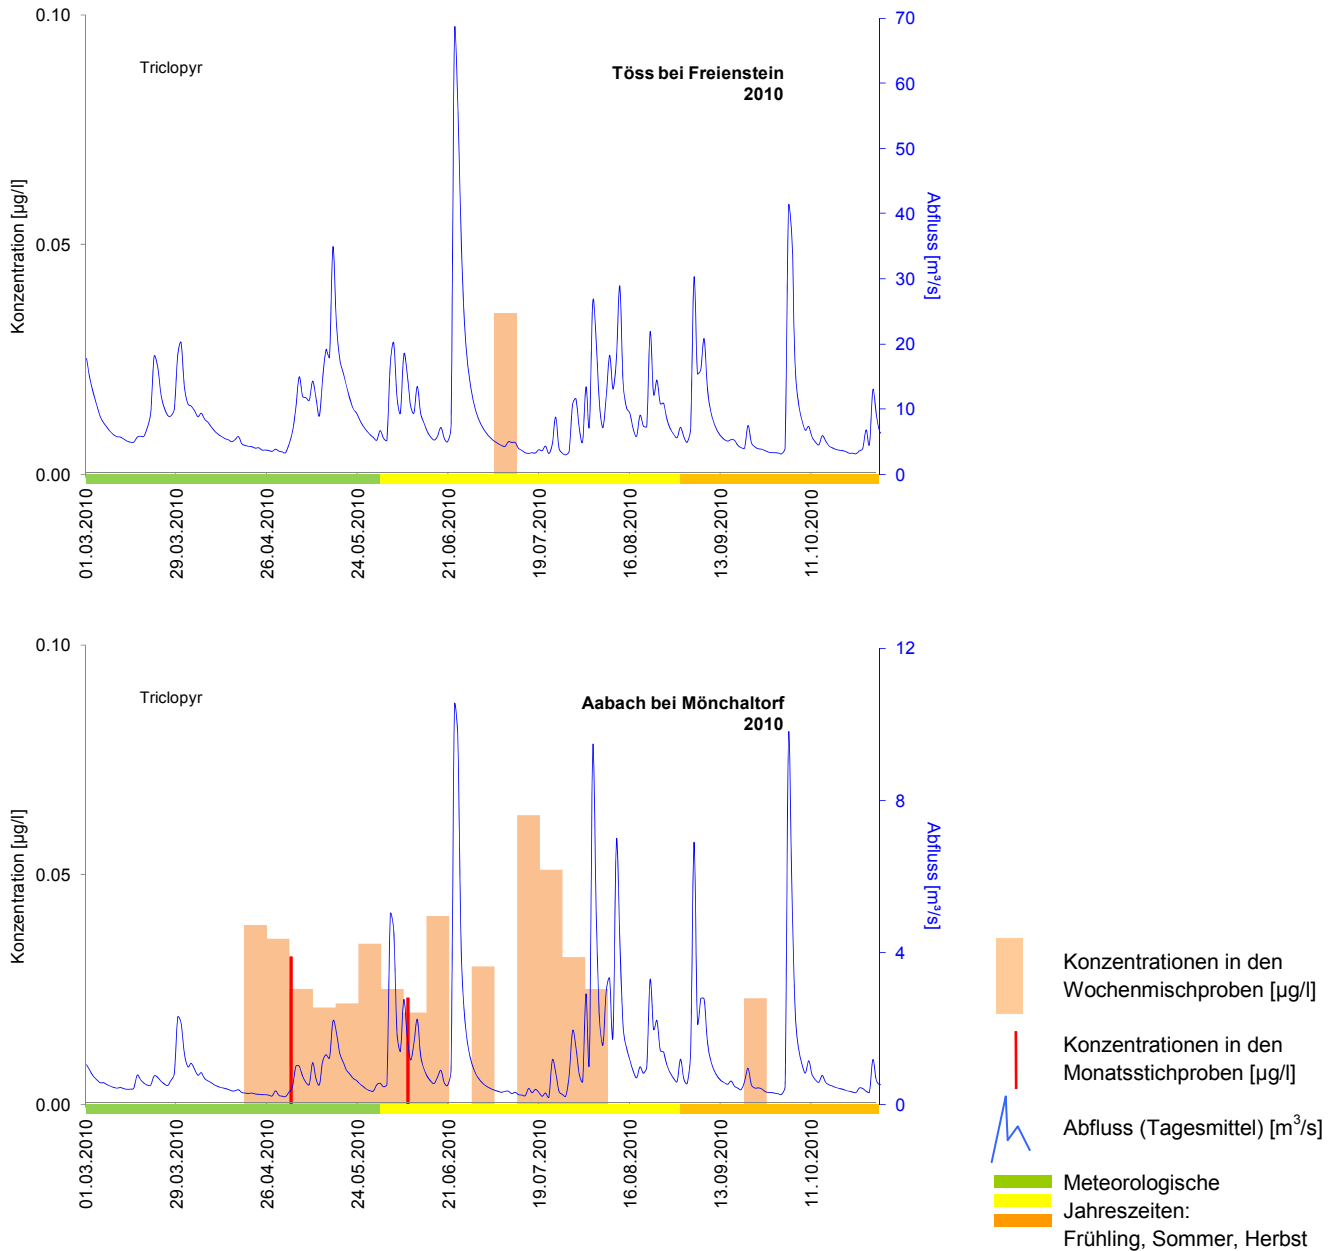 0.10
70
Triclopyr
Töss bei Freienstein
2010
60
50
40
0.05
30
20
10
0.00
0
Konzentration [µg/l]
Abfluss [m³/s]
01.03.2010
29.03.2010
26.04.2010
24.05.2010
21.06.2010
19.07.2010
16.08.2010
13.09.2010
11.10.2010
0.10
12
Triclopyr
Aabach bei Mönchaltorf
2010
8
0.05
4
0.00
0
Konzentration [µg/l]
Abfluss [m³/s]
01.03.2010
29.03.2010
26.04.2010
24.05.2010
21.06.2010
19.07.2010
16.08.2010
13.09.2010
11.10.2010
Konzentrationen in den
Wochenmischproben [µg/l]
Konzentrationen in den
Monatsstichproben [µg/l]
Abfluss (Tagesmittel) [m³/s]
Meteorologische
Jahreszeiten:
Frühling, Sommer, Herbst